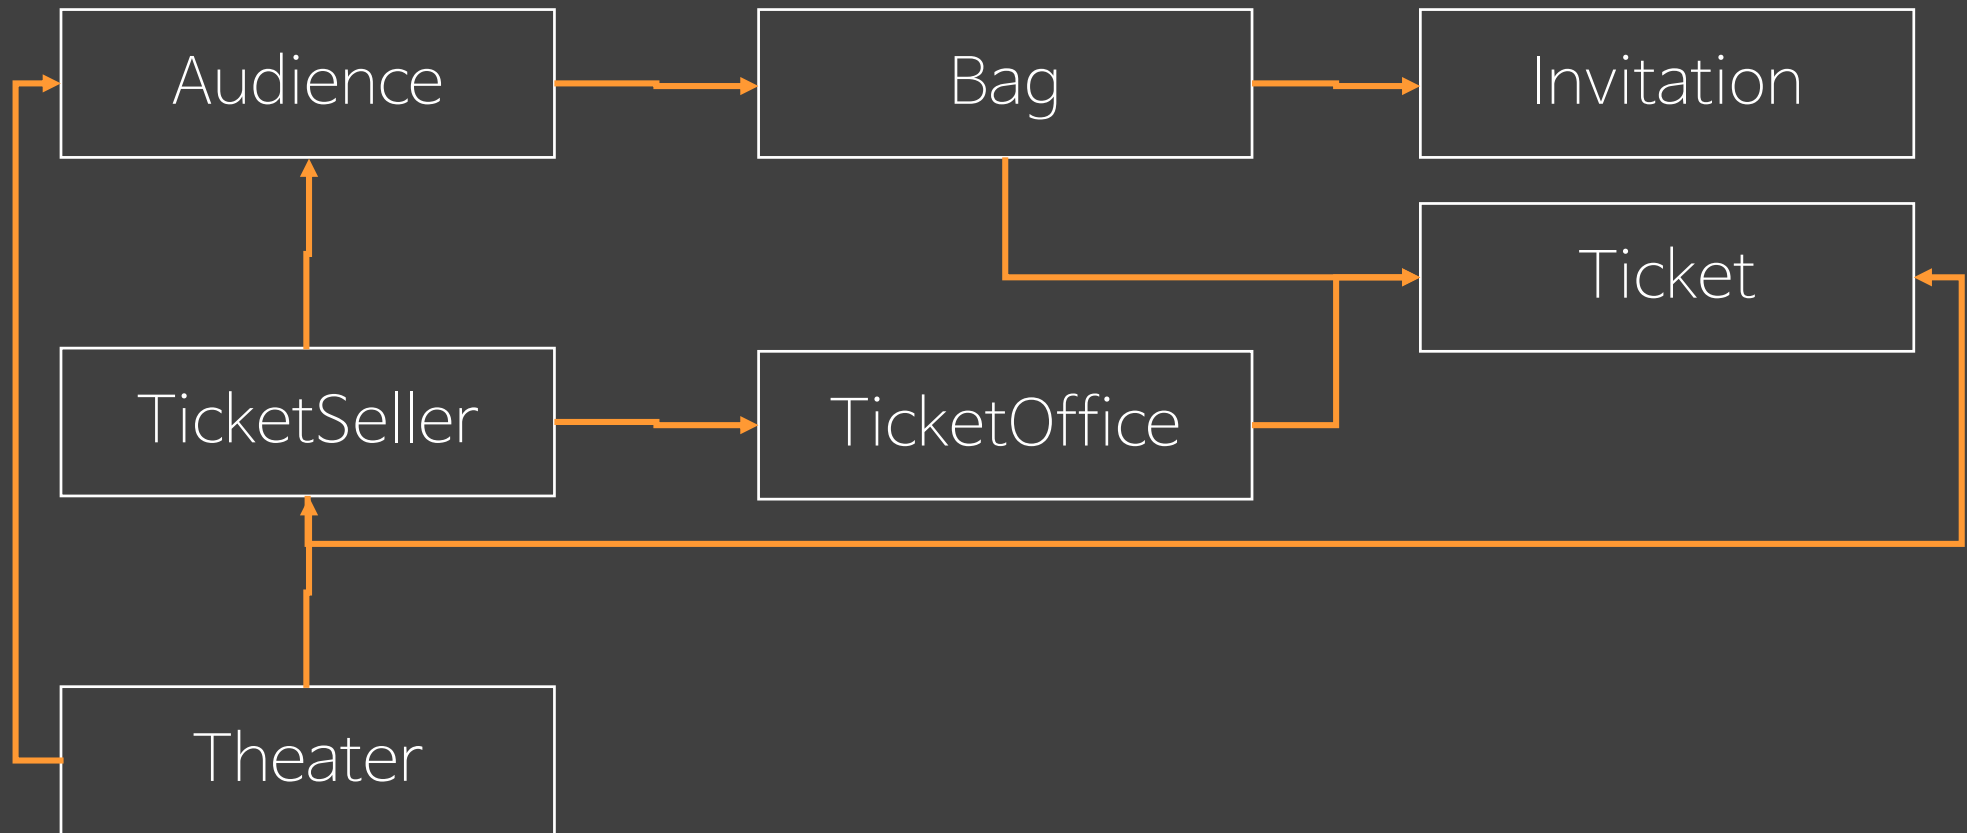 Audience
Bag
Invitation
Ticket
TicketSeller
TicketOffice
Theater